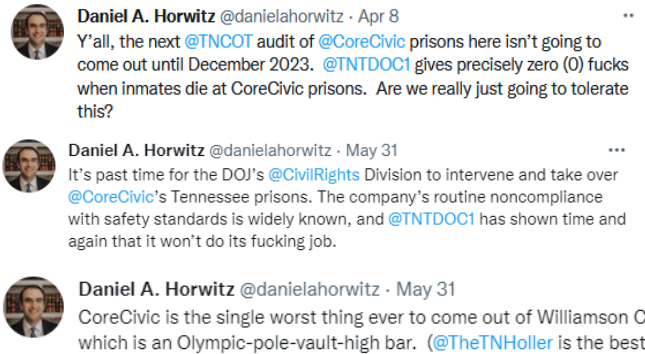 Daniel A. Horwitz @danielahorwitz · Apr 8
Y'all, the next @TNCOT audit of @CoreCivic prisons here isn't going to
come out until December 2023. @TNTDOC1 gives precisely zero (0) fucks
when inmates die at CoreCivic prisons. Are we really just going to tolerate
this?
Daniel A. Horwitz @danielahorwitz · May 31
It's past time for the DOJ's @CivilRights Division to intervene and take over
@CoreCivic's Tennessee prisons. The company's routine noncompliance
with safety standards is widely known, and @TNTDOC1 has shown time and
again that it won't do its fucking job.
Daniel A. Horwitz @danielahorwitz · May 31
CoreCivic is the single worst thing ever to come out of Williamson C
which is an Olympic-pole-vault-high bar. (@TheTNHoller is the best